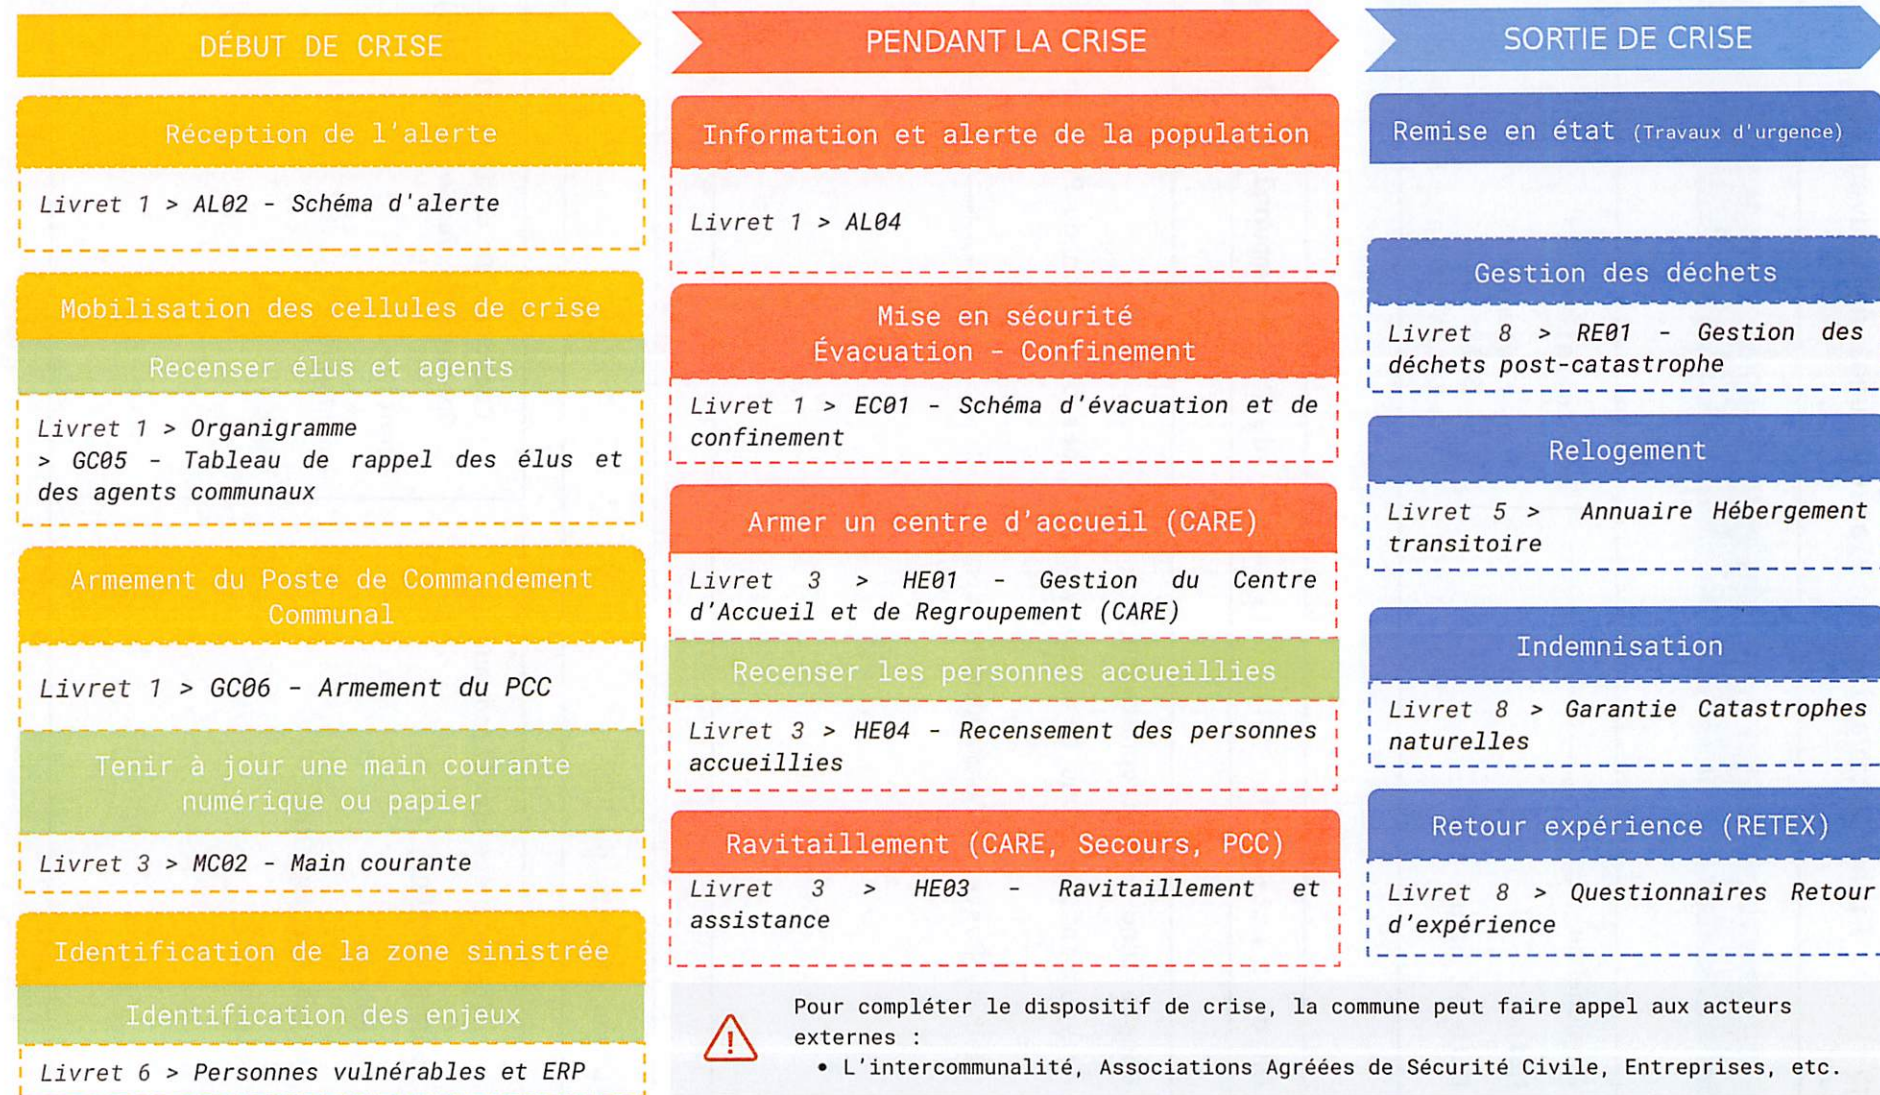 DÉBUT DE CRISE
Réception de l'alerte
Livret 1 > AL02 - Schéma d'alerte
Mobilisation des cellules de crise
Recenser élus et agents
Livret 1 > Organigramme
> GC05 - Tableau de rappel des élus et
des agents communaux
Armement du Poste de Commandement
Communal
Livret 1 > GC06 - Armement du PCC
Tenir à jour une main courante
numérique ou papier
Livret 3 > MC02 - Main courante
Identification de la zone sinistrée
Identification des enjeux
Livret 6 > Personnes vulnérables et ERP
PENDANT LA CRISE
Information et alerte de la population
Livret 1 > AL04
Mise en sécurité
Évacuation - Confinement
Livret 1 > EC01 - Schéma d'évacuation et de
confinement
Armer un centre d'accueil (CARE)
Livret 3 > HE01 - Gestion du Centre
d'Accueil et de Regroupement (CARE)
Recenser les personnes accueillies
Livret 3 > HE04 - Recensement des personnes
accueillies
Ravitaillement (CARE, Secours, PCC)
Livret 3 > HE03 - Ravitaillement et
assistance
SORTIE DE CRISE
Remise en état (Travaux d'urgence)
Gestion des déchets
Livret 8 > RE01 - Gestion des
déchets post-catastrophe
Relogement
Livret 5 > Annuaire Hébergement
transitoire
Indemnisation
Livret 8 > Garantie Catastrophes
naturelles
Retour expérience (RETEX)
Livret 8 > Questionnaires Retour
d'expérience
Pour compléter le dispositif de crise, la commune peut faire appel aux acteurs
externes :
• L'intercommunalité, Associations Agréées de Sécurité Civile, Entreprises, etc.